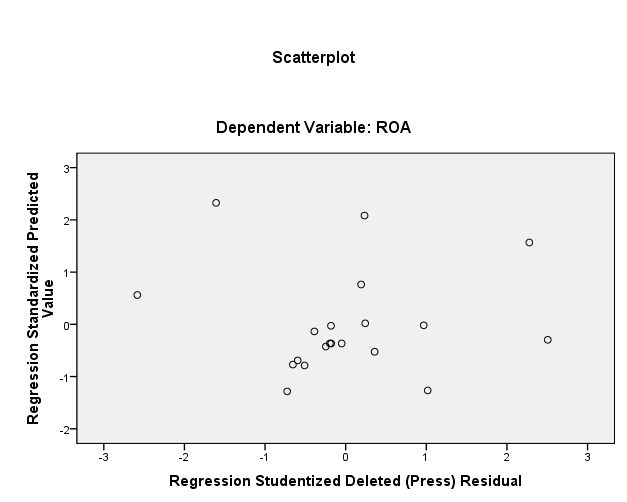 Scatterplot
Dependent Variable: ROA
Regression Standardized Predicted
Value
3
2
1
0
-1
-2
-3
-2
-1
0
1
2
3
Regression Studentized Deleted (Press) Residual